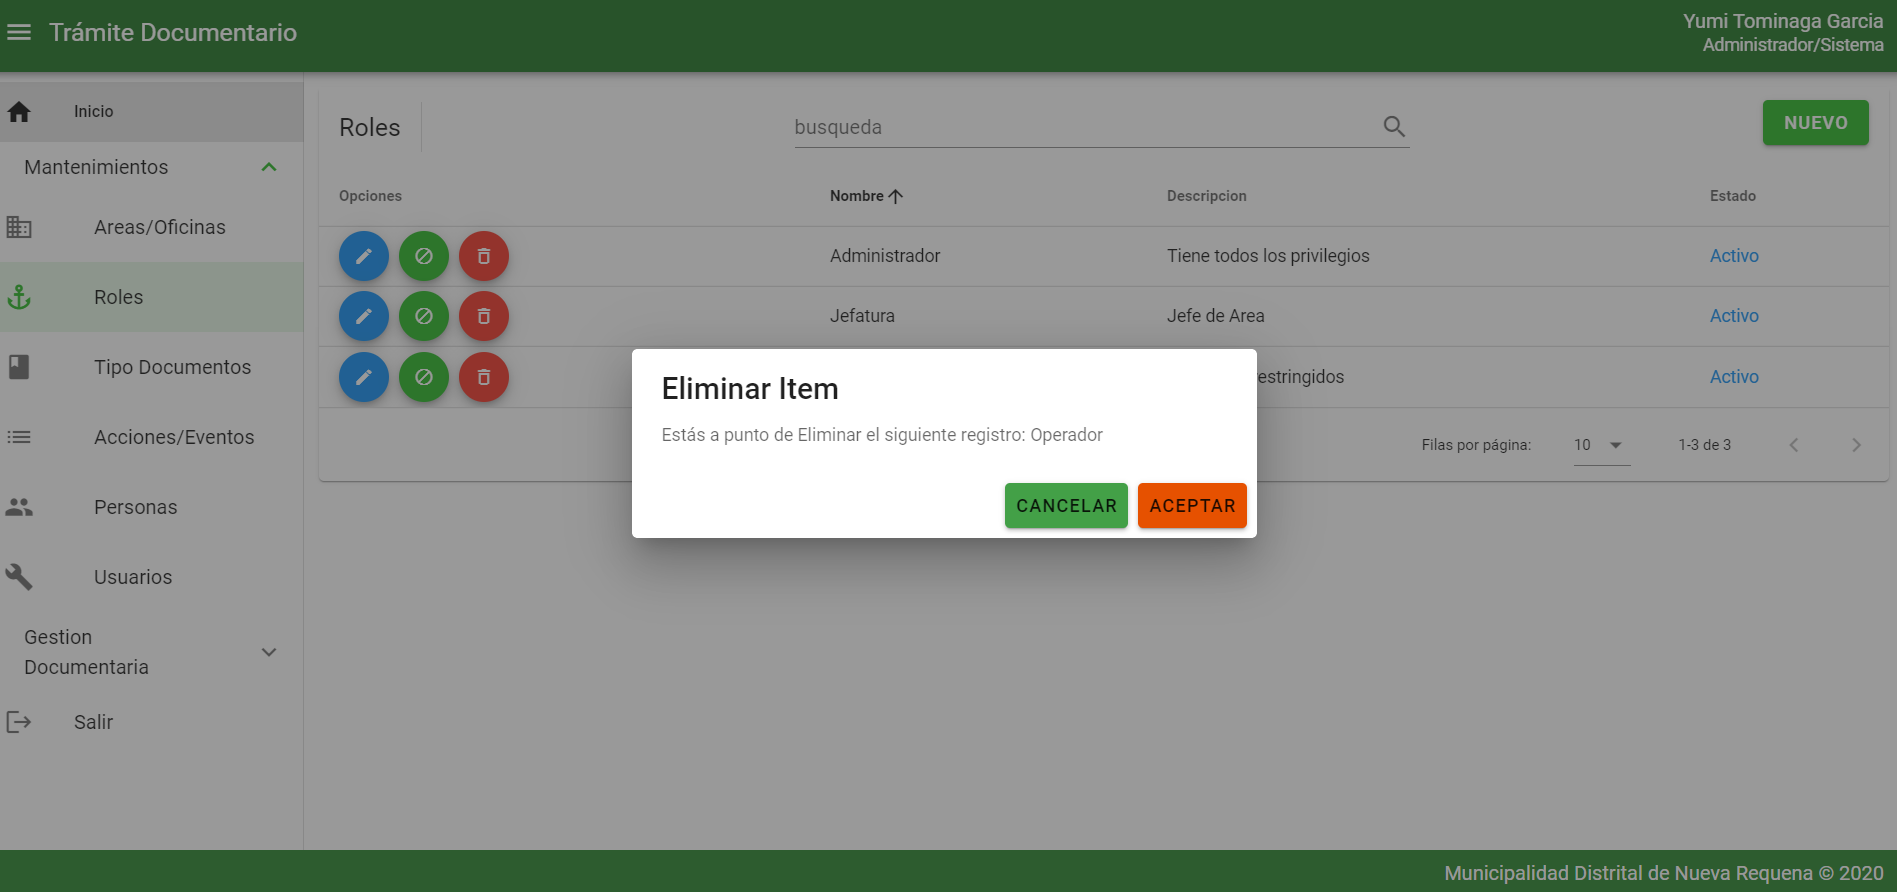 Trámite Documentario
Yumi Tominaga Garcia
Administrador/Sistema
Inicio
Mantenimientos
Areas/Oficinas
Roles
Tipo Documentos
Acciones/Eventos
Personas
Usuarios
Gestion
Documentaria
Salir
Roles
busqueda
NUEVO
Opciones Nombre Descripcion Estado
Administrador Tiene todos los privilegios Activo
Jefatura Jefe de Area Activo
estringidos Activo
Filas por página: 10 1-3 de 3
Eliminar Item
Estás a punto de Eliminar el siguiente registro: Operador
CANCELAR ACEPTAR
Municipalidad Distrital de Nueva Requena © 2020